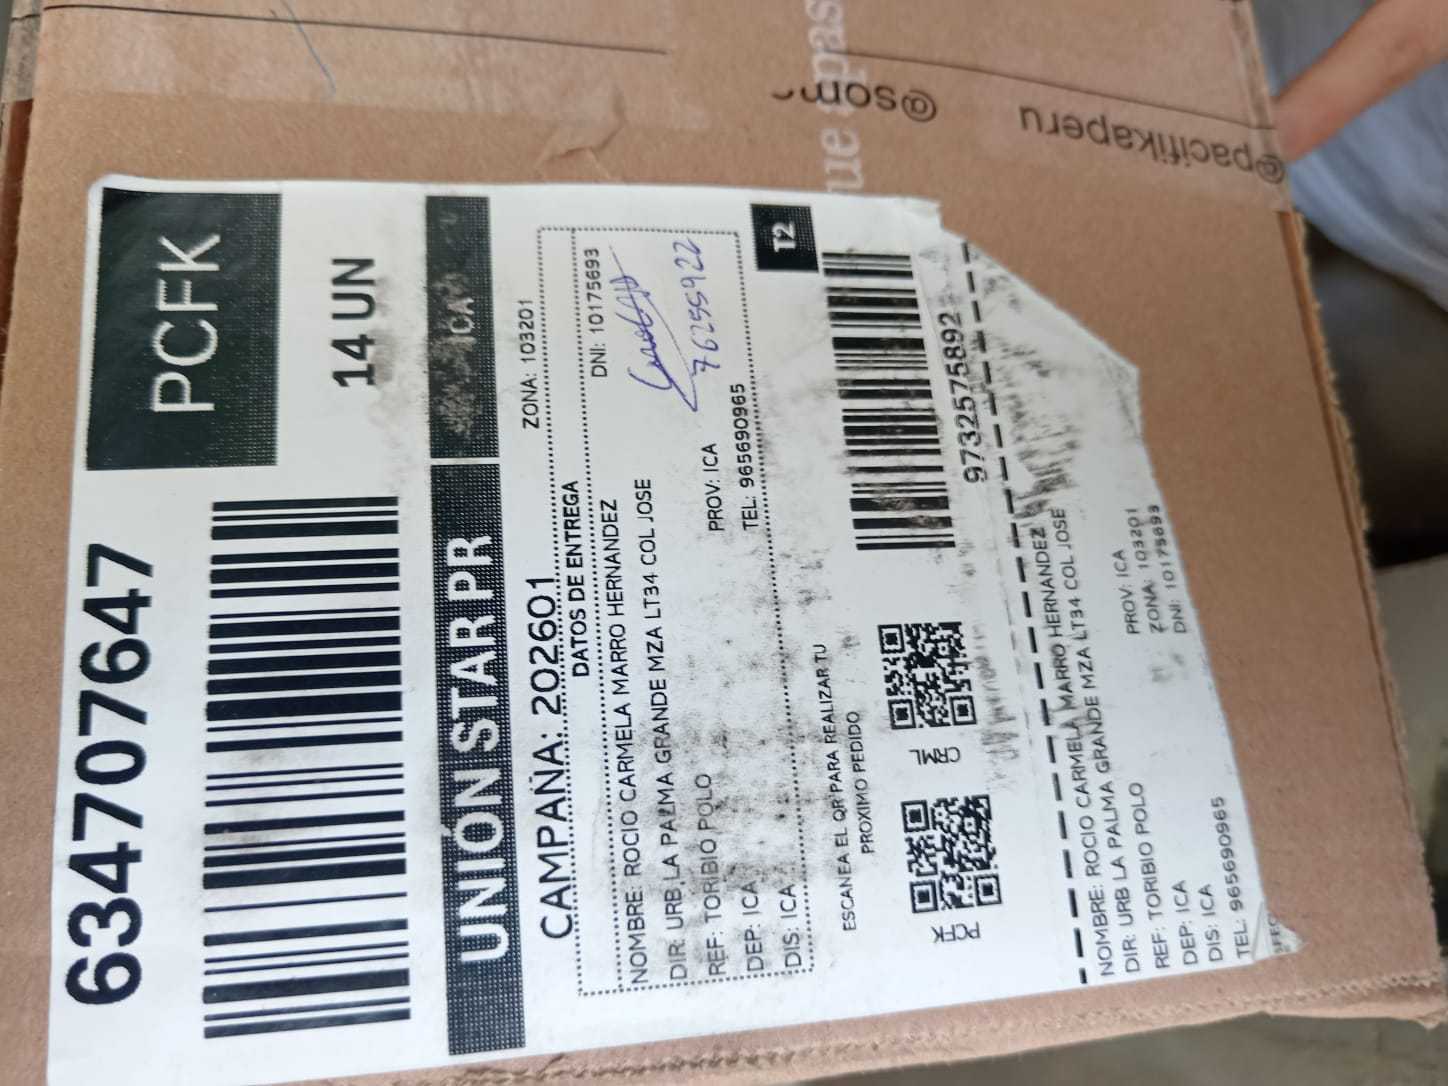 634707647
PCFK
14 UN
UNIÓN STAR PR
ICA
CAMPAÑA: 202601
ZONA: 103201
DATOS DE ENTREGA
NOMBRE: ROCIO CARMELA MARRO HERNANDEZ
DNI: 10175693
DIR: URB LA PALMA GRANDE MZA LT34 COL JOSE
REF: TORIBIO POLO
DEP: ICA
PROV: ICA
76255922
DIS: ICA
TEL: 965690965
T2
ESCANEA EL QR PARA REALIZAR TU
PROXIMO PEDIDO
PCFK
CRML
9732575892
NOMBRE: ROCIO CARMELA MARRO HERNANDEZ
DIR: URB LA PALMA GRANDE MZA LT34 COL JOSE
REF: TORIBIO POLO
DEP: ICA
PROV: ICA
DIS: ICA
ZONA: 103201
TEL: 965690965
DNI: 10175693
@pacifikaperu
@som
ue apas